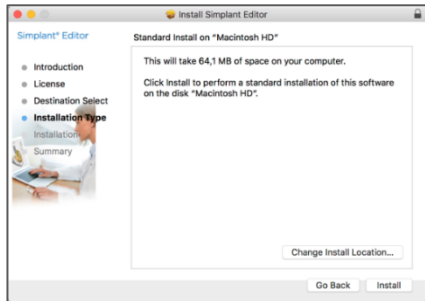 Install Simplant Editor
Simplant® Editor
Standard Install on "Macintosh HD"
Introduction
License
Destination Select
Installation Type
Installation
Summary
This will take 64,1 MB of space on your computer.
Click Install to perform a standard installation of this software
on the disk "Macintosh HD".
Change Install Location...
Go Back
Install